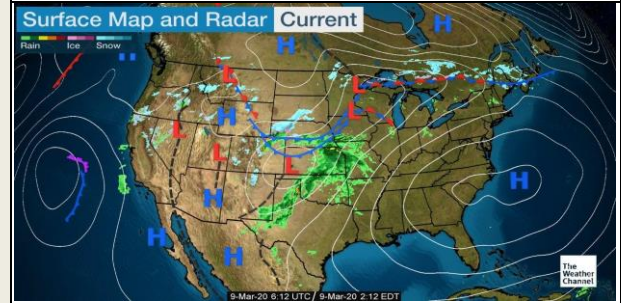 Surface Map and Radar Current
Rain Ice Snow
H
H
H
L
L
H
L
L
L
L
H
H
H
H
The
Weather
Channel
9-Mar-20 6:12 UTC / 9-Mar-20 2:12 EDT